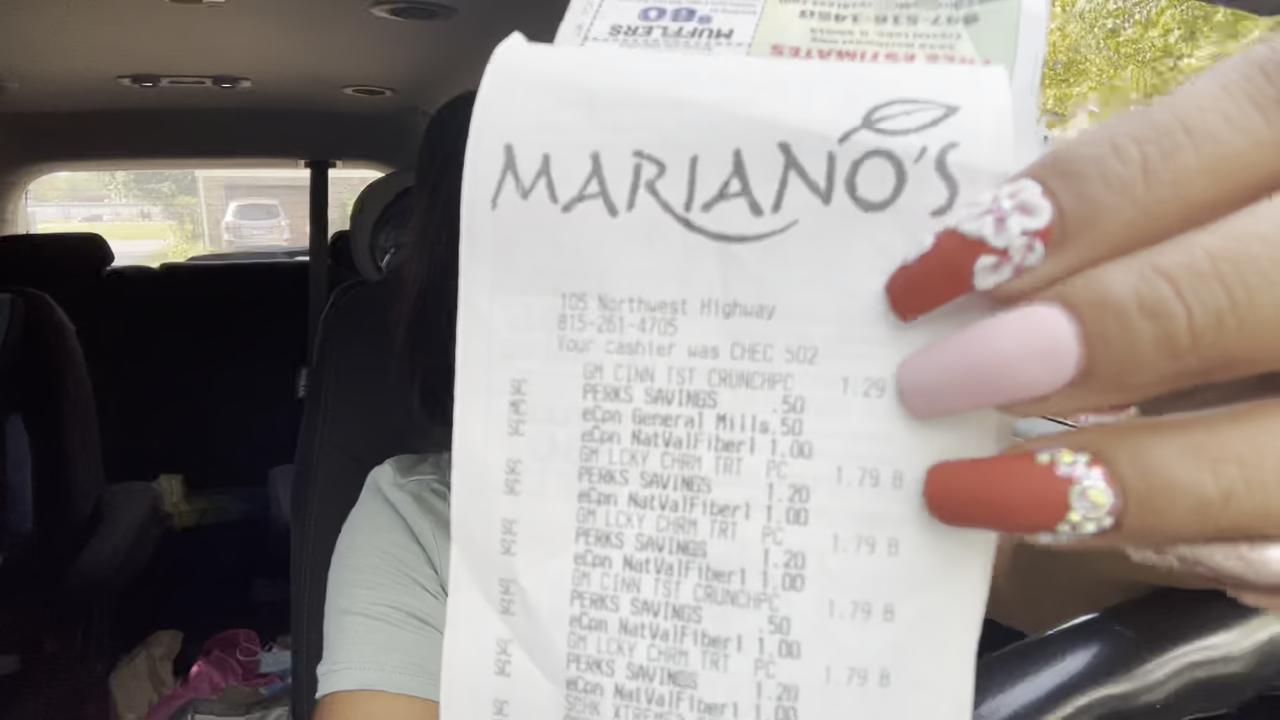 MUFFLERS
$60
FREE ESTIMATES
MARIANO'S
105 Northwest Highway
815-261-4705
Your cashier was CHEC 502
GM CINN TST CRUNCHPC 1.29
PERKS SAVINGS .50
eCpn General Mills .50
eCpn NatValFiber1 1.00
GM LCKY CHRM TRT PC 1.79 B
PERKS SAVINGS 1.20
eCpn NatValFiber1 1.00
GM LCKY CHRM TRT PC 1.79 B
PERKS SAVINGS 1.20
eCpn NatValFiber1 1.00
GM CINN TST CRUNCHPC 1.79 B
PERKS SAVINGS .50
eCpn NatValFiber1 1.00
GM LCKY CHRM TRT PC 1.79 B
PERKS SAVINGS 1.20
eCpn NatValFiber1 1.00